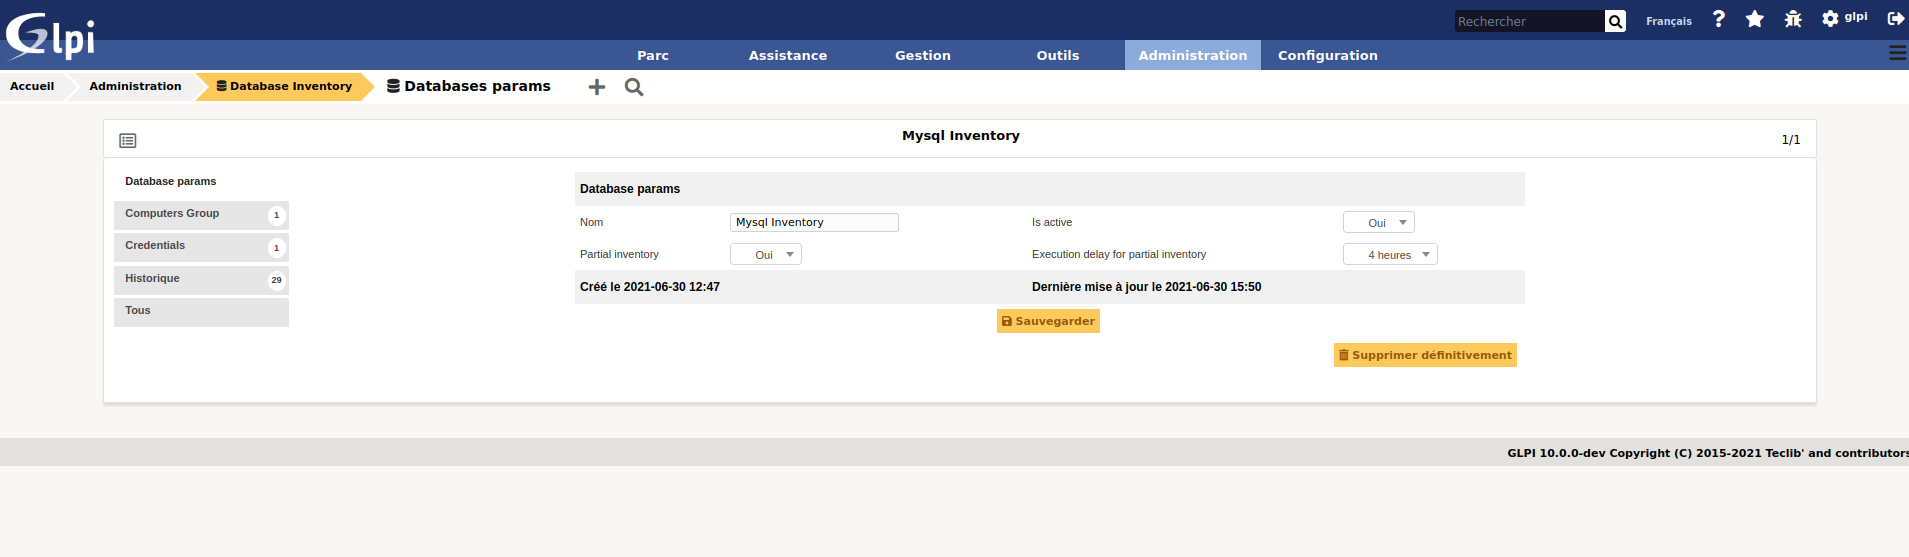 Glpi
Rechercher
Français
?
glpi
Parc Assistance Gestion Outils Administration Configuration
Accueil Administration Database Inventory Databases params
Mysql Inventory
1/1
Database params
Computers Group 1
Credentials 1
Historique 29
Tous
Database params
Nom Mysql Inventory Is active Oui
Partial inventory Oui Execution delay for partial inventory 4 heures
Créé le 2021-06-30 12:47 Dernière mise à jour le 2021-06-30 15:50
Sauvegarder
Supprimer définitivement
GLPI 10.0.0-dev Copyright (C) 2015-2021 Teclib' and contributors